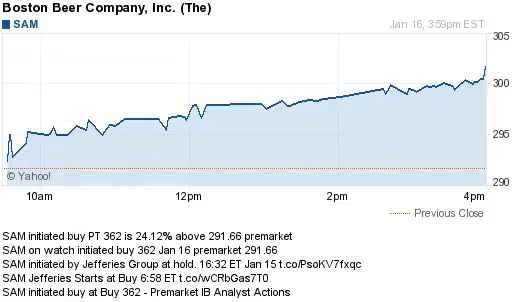 Boston Beer Company, Inc. (The)
SAM
Jan 16, 3:59pm EST
305
300
295
290
© Yahoo!
10am
12pm
2pm
4pm
Previous Close
SAM initiated buy PT 362 is 24.12% above 291.66 premarket
SAM on watch initiated buy 362 Jan 16 premarket 291.66
SAM initiated by Jefferies Group at hold. 16:32 ET Jan 15 t.co/PsoKV7fxqc
SAM Jefferies Starts at Buy 6:58 ET t.co/wCRbGas7T0
SAM initiated buy at Buy 362 - Premarket IB Analyst Actions